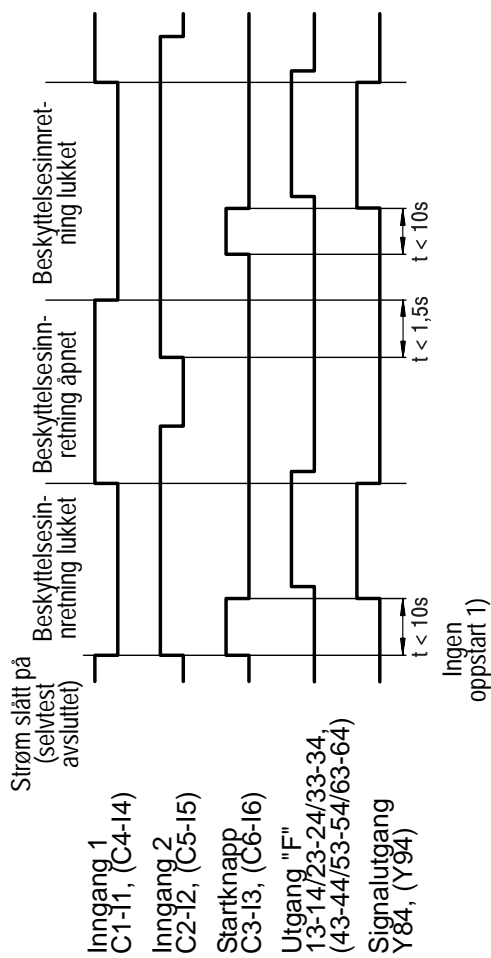 Strøm slått på
(selvtest
avsluttet)
Beskyttelsesin-
nretning lukket
Beskyttelsesinn-
retning åpnet
Beskyttelsesinnret-
ning lukket
Inngang 1
C1-I1, (C4-I4)
Inngang 2
C2-I2, (C5-I5)
Startknapp
C3-I3, (C6-I6)
Utgang "F"
13-14/23-24/33-34,
(43-44/53-54/63-64)
Signalutgang
Y84, (Y94)
t < 10s
t < 1,5s
t < 10s
Ingen
oppstart 1)